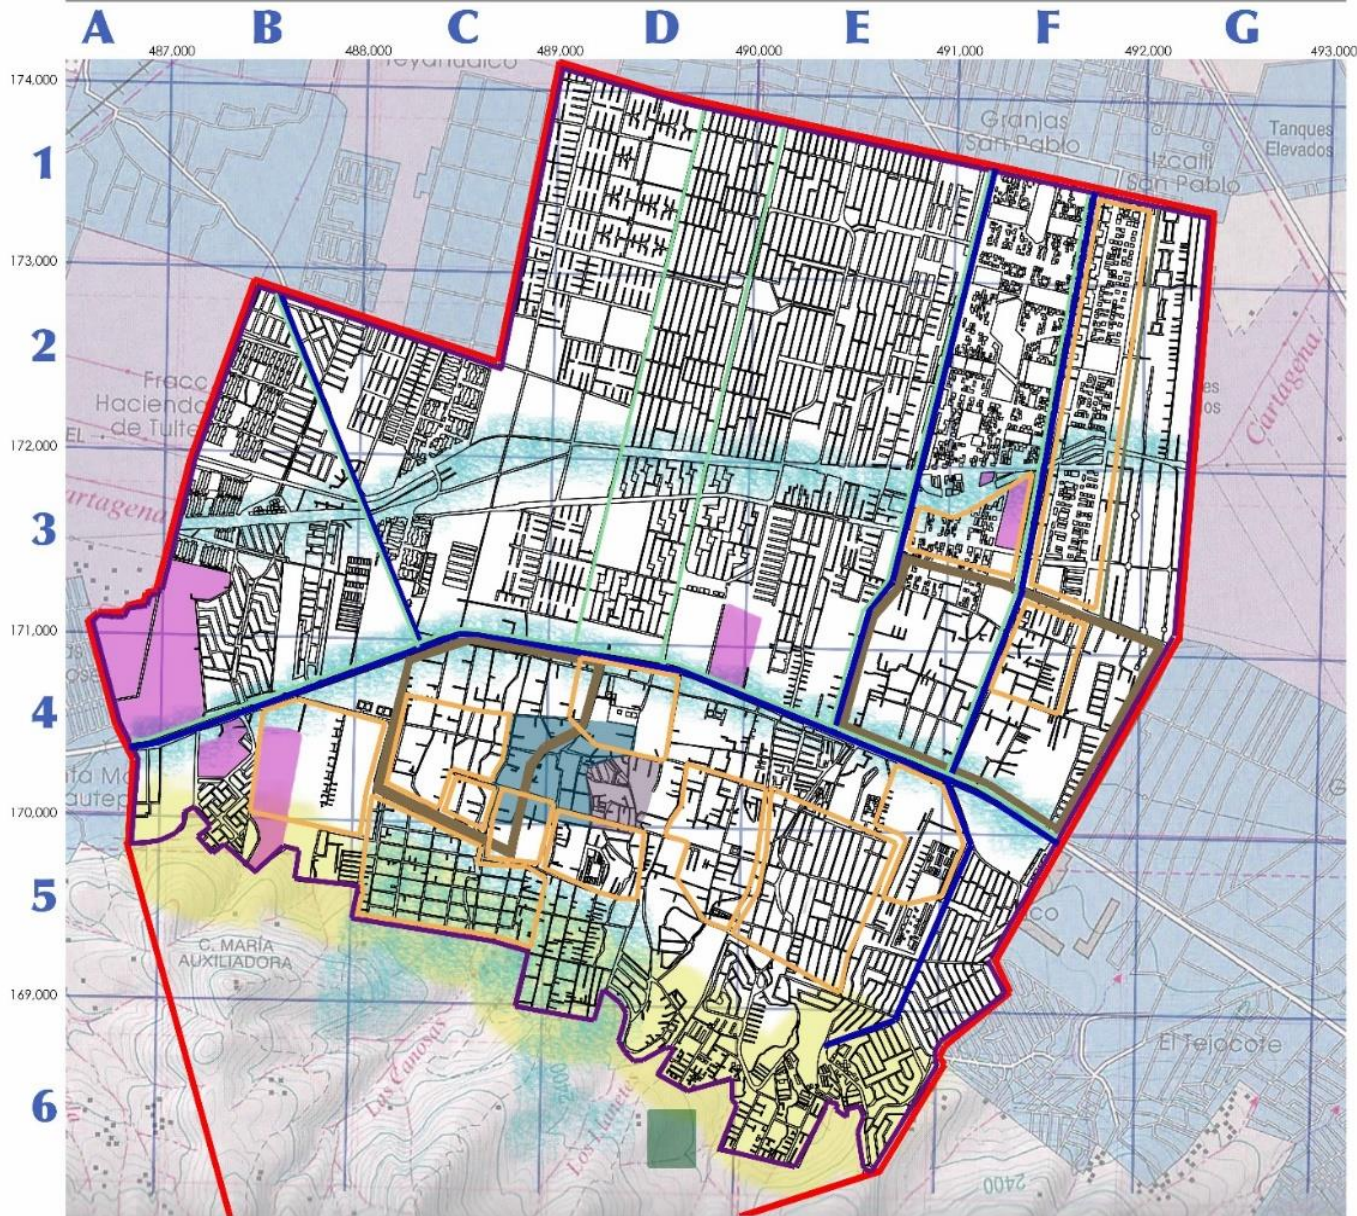 A B C D E F G
487,000 488,000 489,000 490,000 491,000 492,000 493,000
174,000
Granjas
San Pablo
Tanques
Elevados
Izcalli
San Pablo
1
173,000
2
Fracc
Hacienda
de Tulte
Cartagena
172,000
artagena
3
171,000
4
170,000
5
C. MARÍA
AUXILIADORA
169,000
El Tejocote
Las Canosas
2400
6
2400